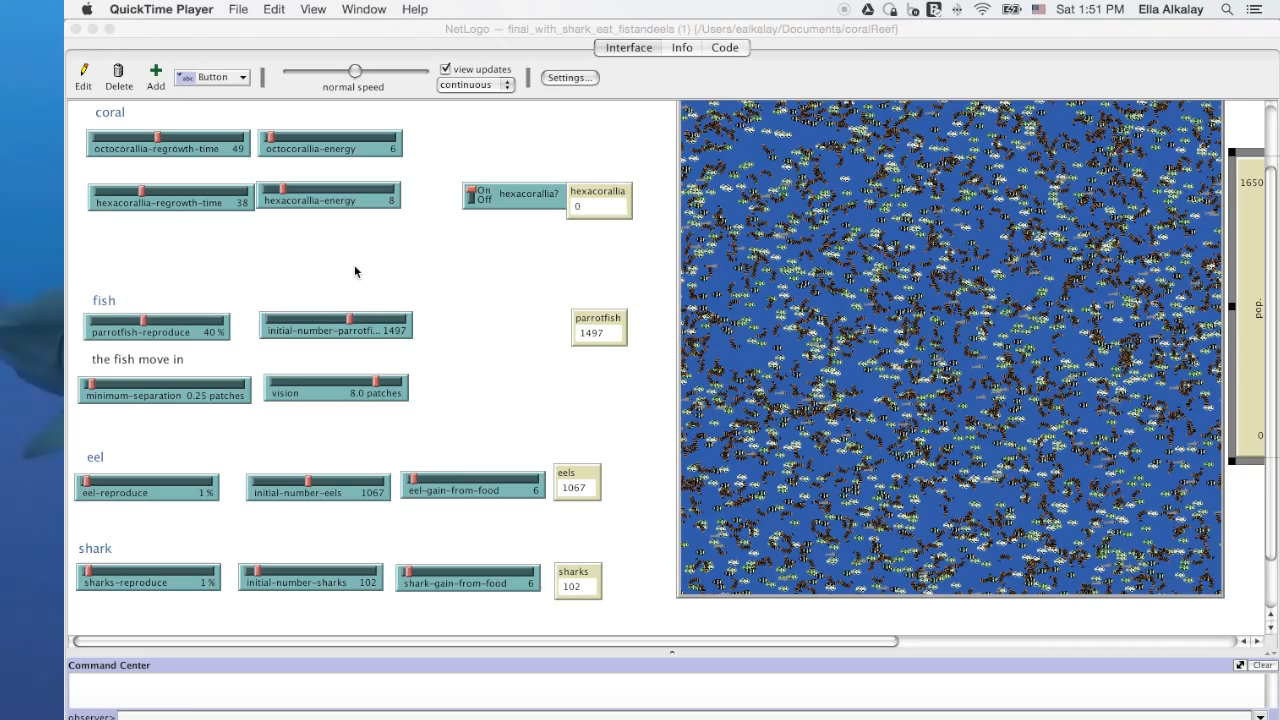 QuickTime Player File Edit View Window Help Sat 1:51 PM Ella Alkalay
NetLogo — final_with_shark_eat_fistandeels (1) {/Users/ealkalay/Documents/coralReef}
Interface Info Code
Edit Delete Add abc Button normal speed view updates continuous Settings...
coral
octocorallia-regrowth-time 49 octocorallia-energy 6
hexacorallia-regrowth-time 38 hexacorallia-energy 8 On Off hexacorallia? hexacorallia 0
fish
parrotfish-reproduce 40 % initial-number-parrotfi... 1497 parrotfish 1497
the fish move in
minimum-separation 0.25 patches vision 8.0 patches
eel
eel-reproduce 1 % initial-number-eels 1067 eel-gain-from-food 6 eels 1067
shark
sharks-reproduce 1 % initial-number-sharks 102 shark-gain-from-food 6 sharks 102
1650
pop.
0
Command Center Clear
observer>